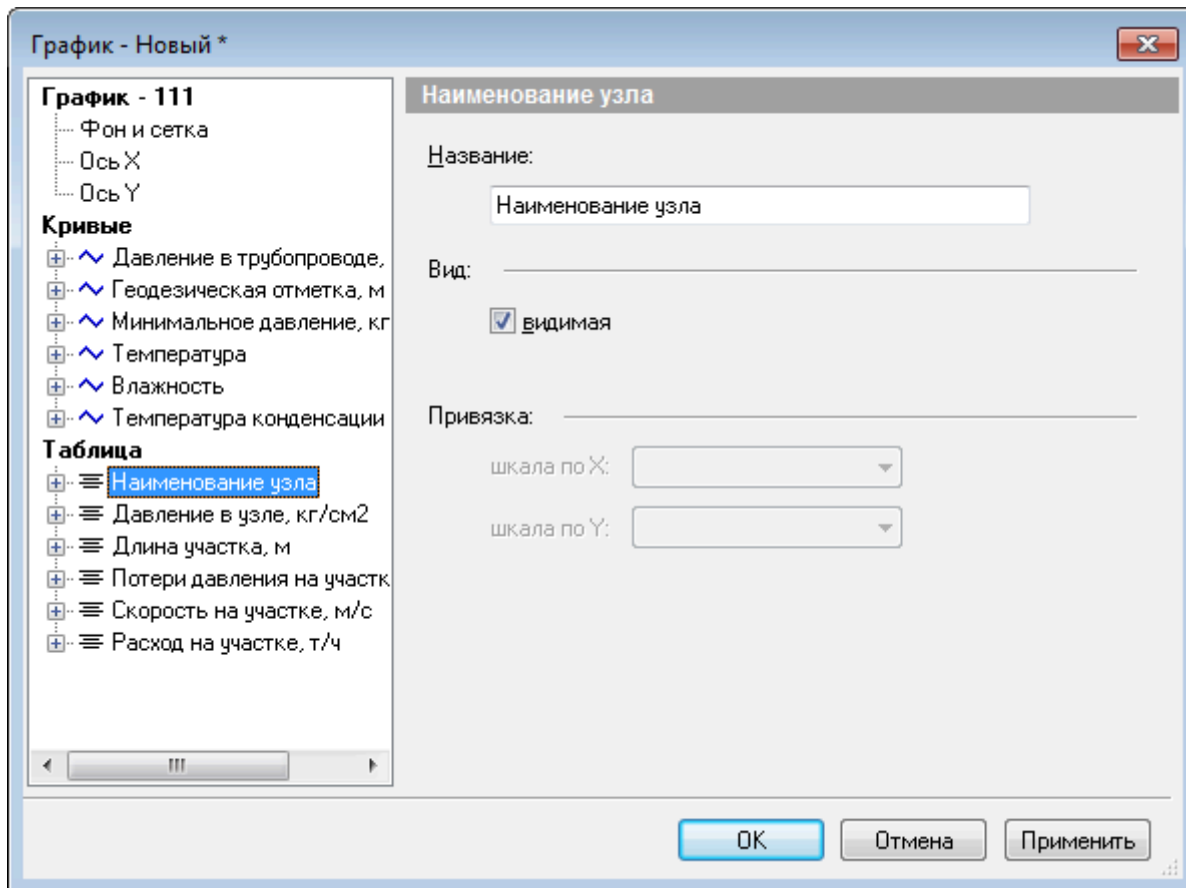 График - Новый *
График - 111
Фон и сетка
Ось X
Ось Y
Кривые
Давление в трубопроводе,
Геодезическая отметка, м
Минимальное давление, кг
Температура
Влажность
Температура конденсации
Таблица
Наименование узла
Давление в узле, кг/см2
Длина участка, м
Потери давления на участк
Скорость на участке, м/с
Расход на участке, т/ч
Наименование узла
Название:
Наименование узла
Вид:
видимая
Привязка:
шкала по X:
шкала по Y:
OK
Отмена
Применить